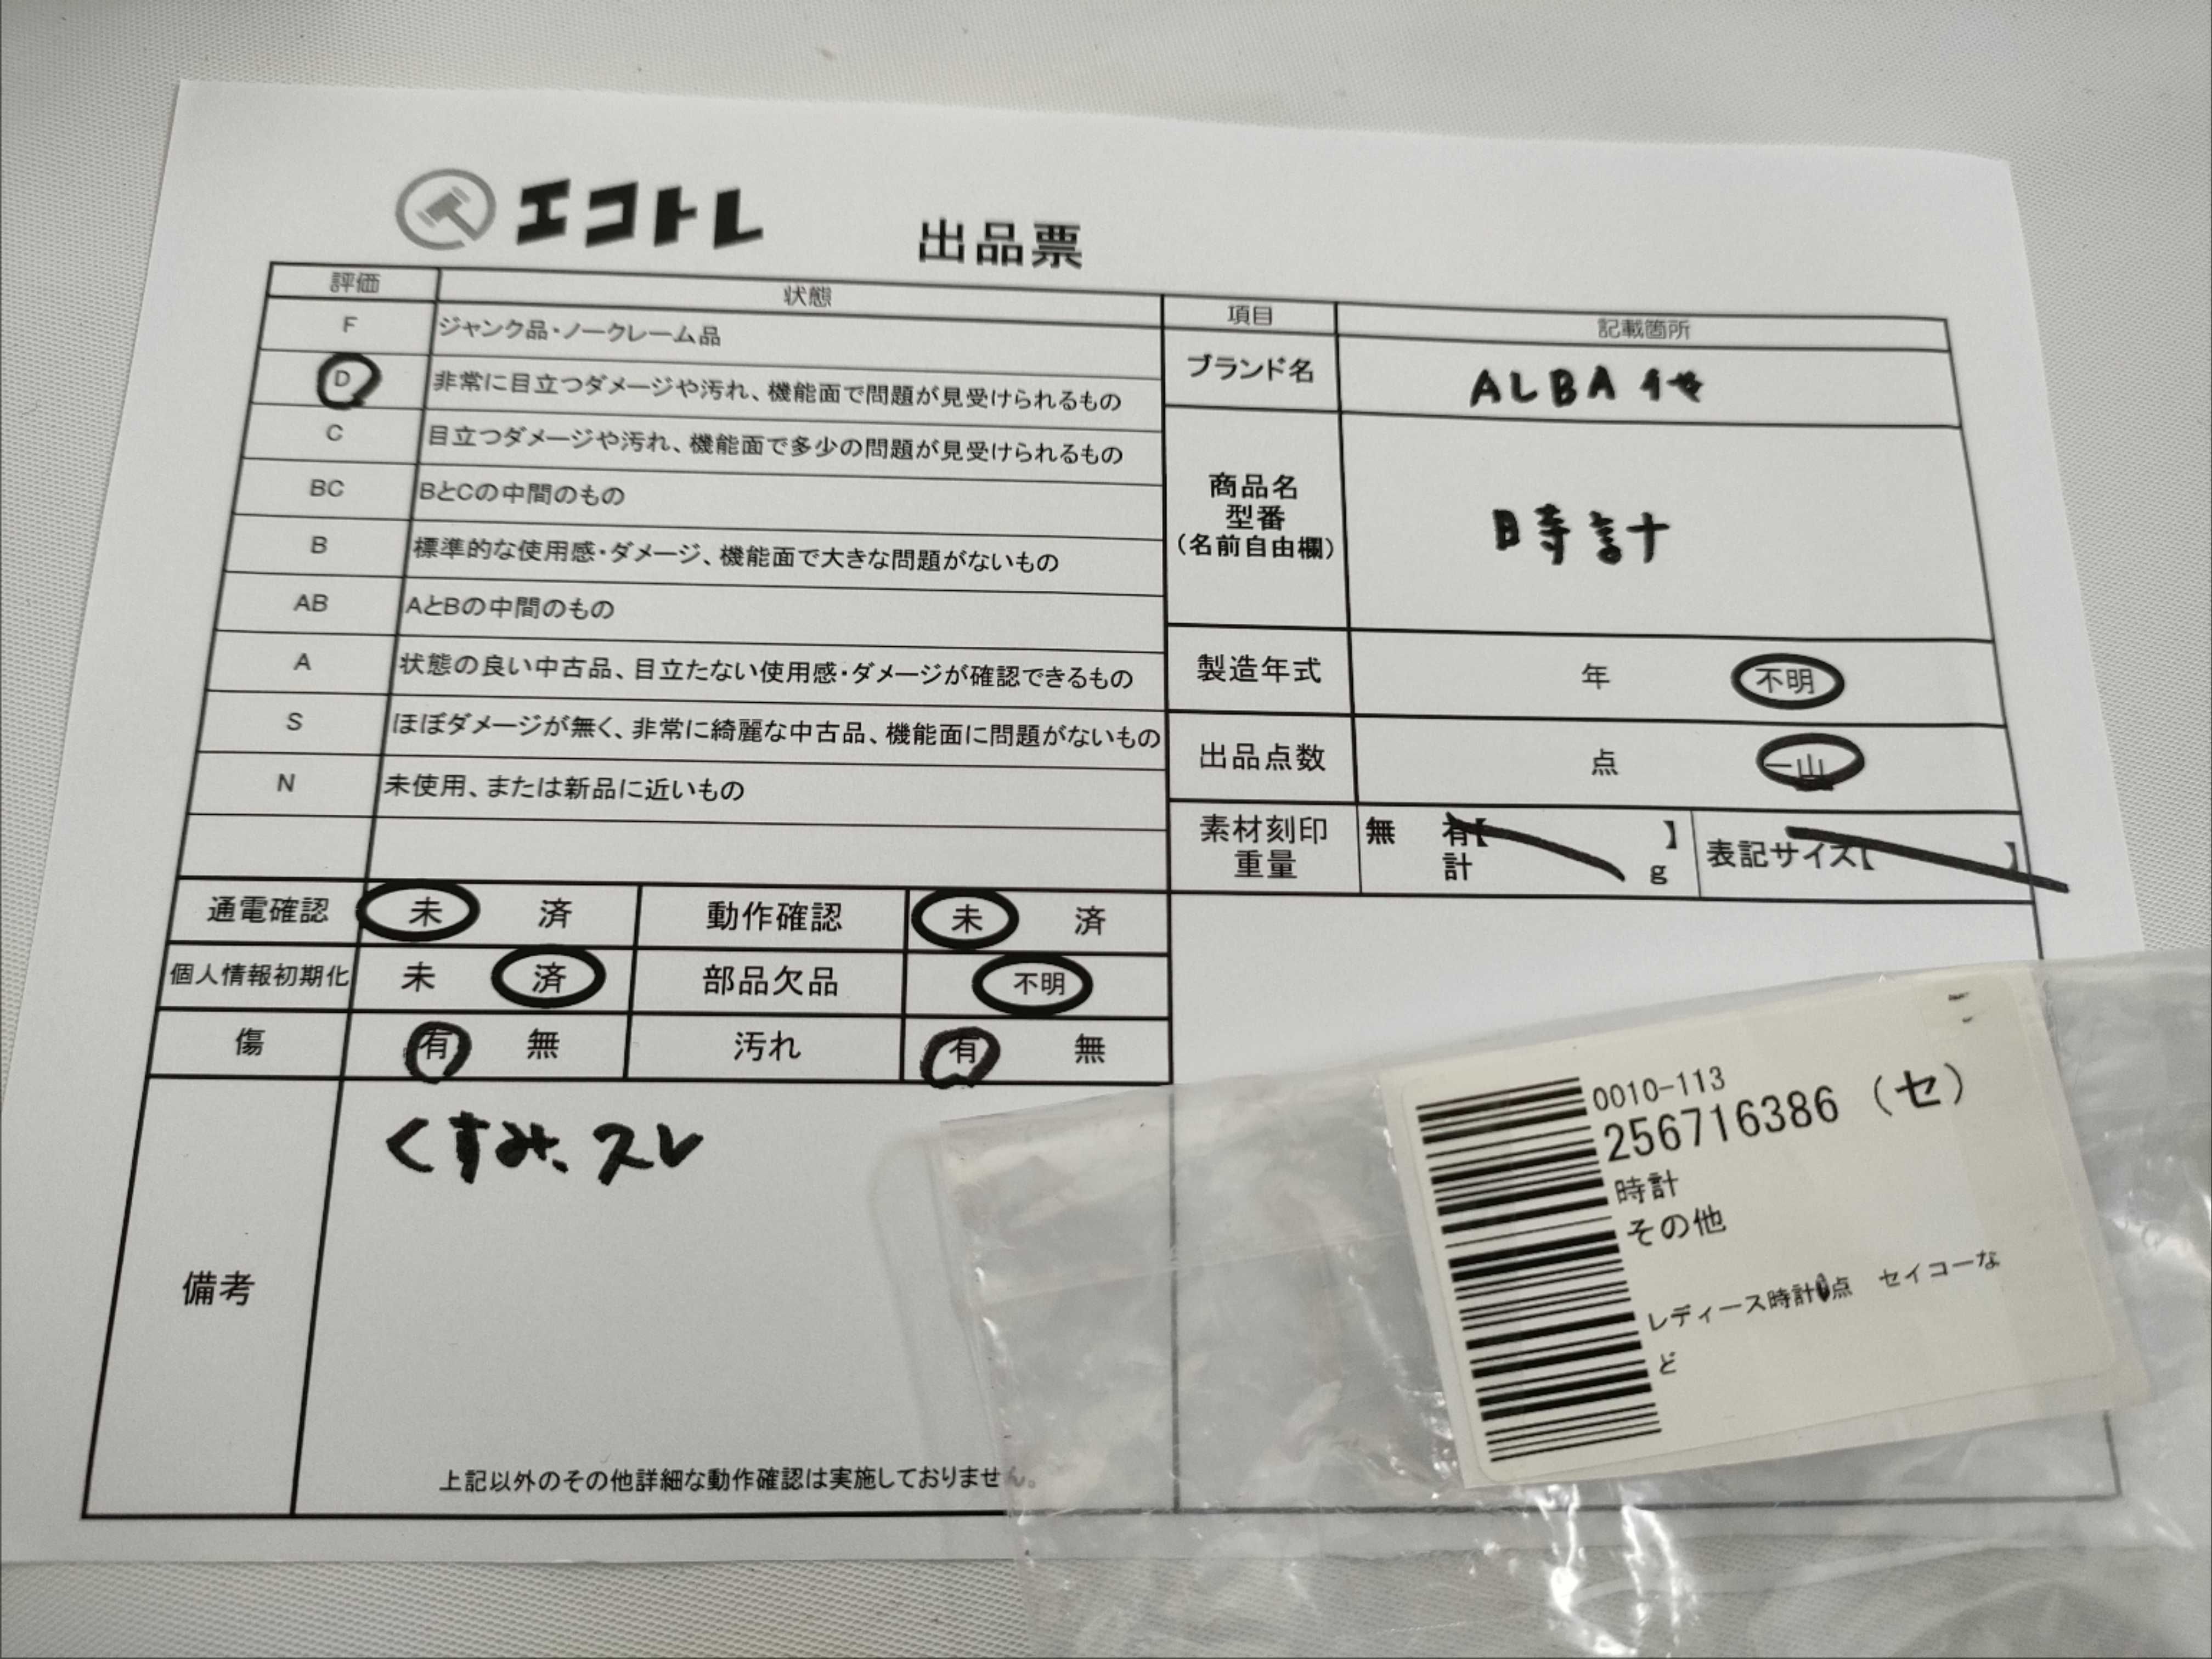 エコトレ 出品票
評価 状態
F ジャンク品・ノークレーム品
D 非常に目立つダメージや汚れ、機能面で問題が見受けられるもの
C 目立つダメージや汚れ、機能面で多少の問題が見受けられるもの
BC BとCの中間のもの
B 標準的な使用感・ダメージ、機能面で大きな問題がないもの
AB AとBの中間のもの
A 状態の良い中古品、目立たない使用感・ダメージが確認できるもの
S ほぼダメージが無く、非常に綺麗な中古品、機能面に問題がないもの
N 未使用、または新品に近いもの
項目 記載箇所
ブランド名 ALBA 他
商品名
型番
(名前自由欄)
時計
製造年式 年 不明
出品点数 点 一山
素材刻印 無 有【 】
重量 計 g
表記サイズ【 】
通電確認 未 済 動作確認 未 済
個人情報初期化 未 済 部品欠品 不明
傷 有 無 汚れ 有 無
備考
くすみ、スレ
上記以外のその他詳細な動作確認は実施しておりません。
0010-113
256716386 (セ)
時計
その他
レディース時計 点 セイコーな
ど